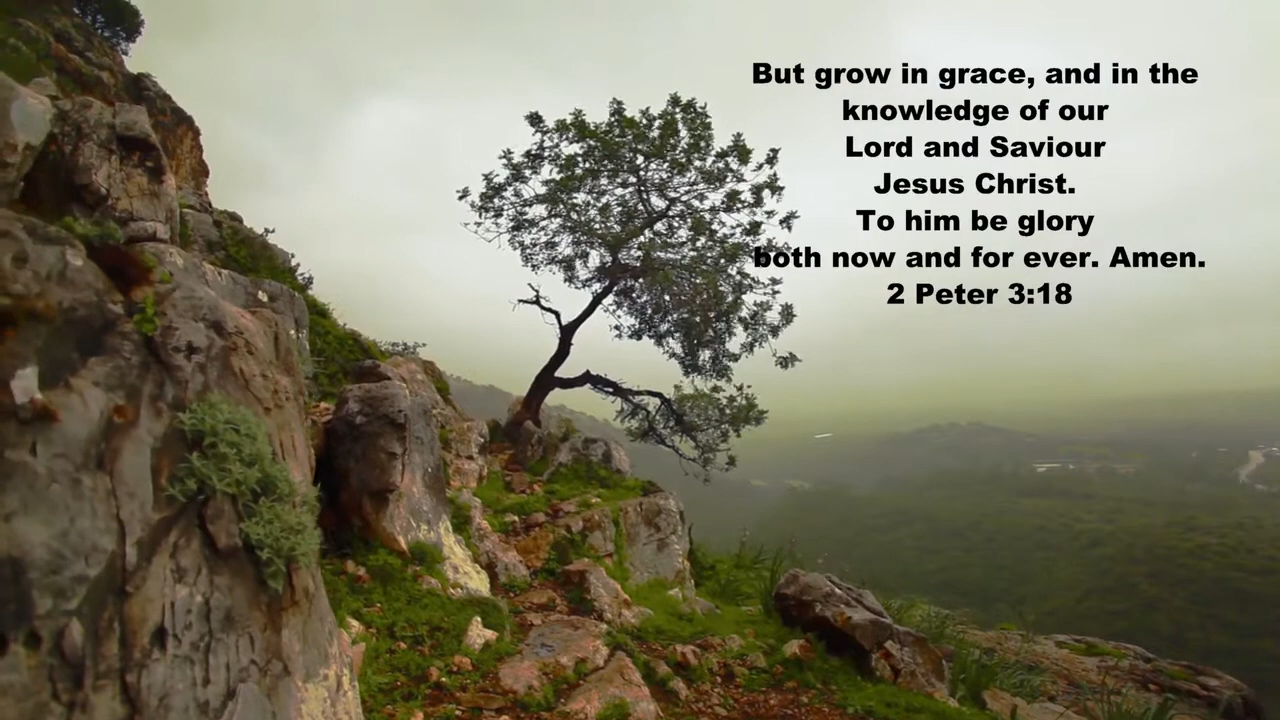 But grow in grace, and in the
knowledge of our
Lord and Saviour
Jesus Christ.
To him be glory
both now and for ever. Amen.
2 Peter 3:18